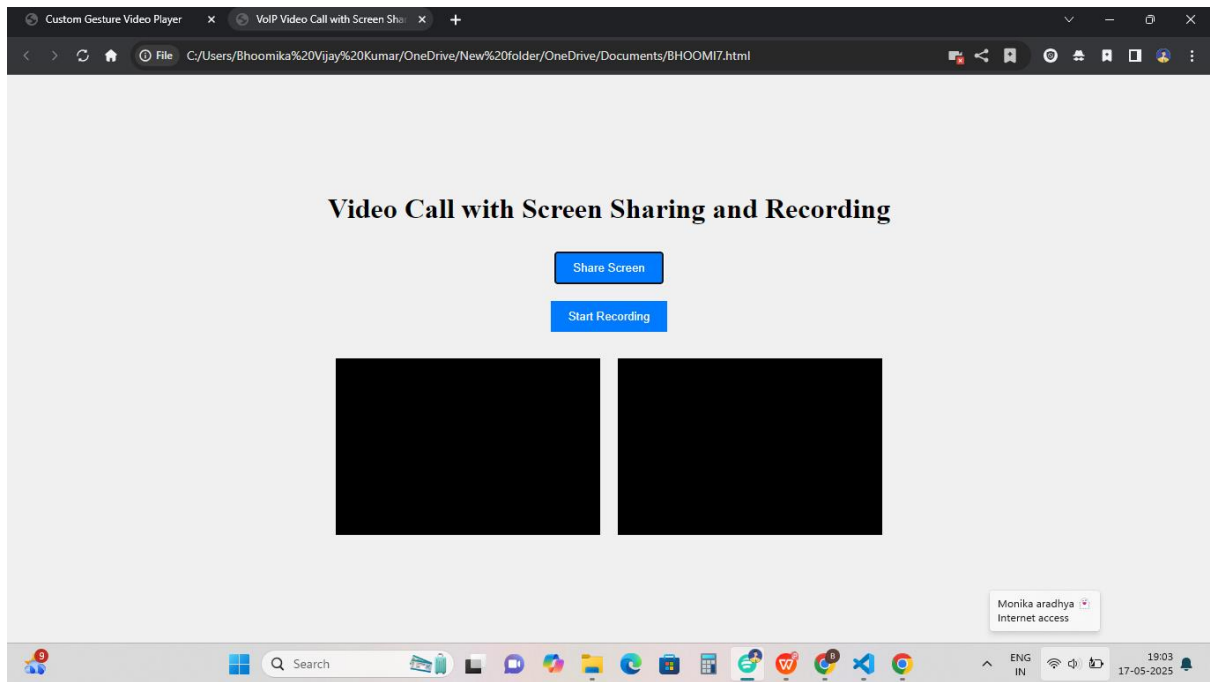 Custom Gesture Video Player
VoIP Video Call with Screen Shar
File C:/Users/Bhoomika%20Vijay%20Kumar/OneDrive/New%20folder/OneDrive/Documents/BHOOMI7.html
Video Call with Screen Sharing and Recording
Share Screen
Start Recording
Monika aradhya
Internet access
9
Search
B
ENG
IN
19:03
17-05-2025